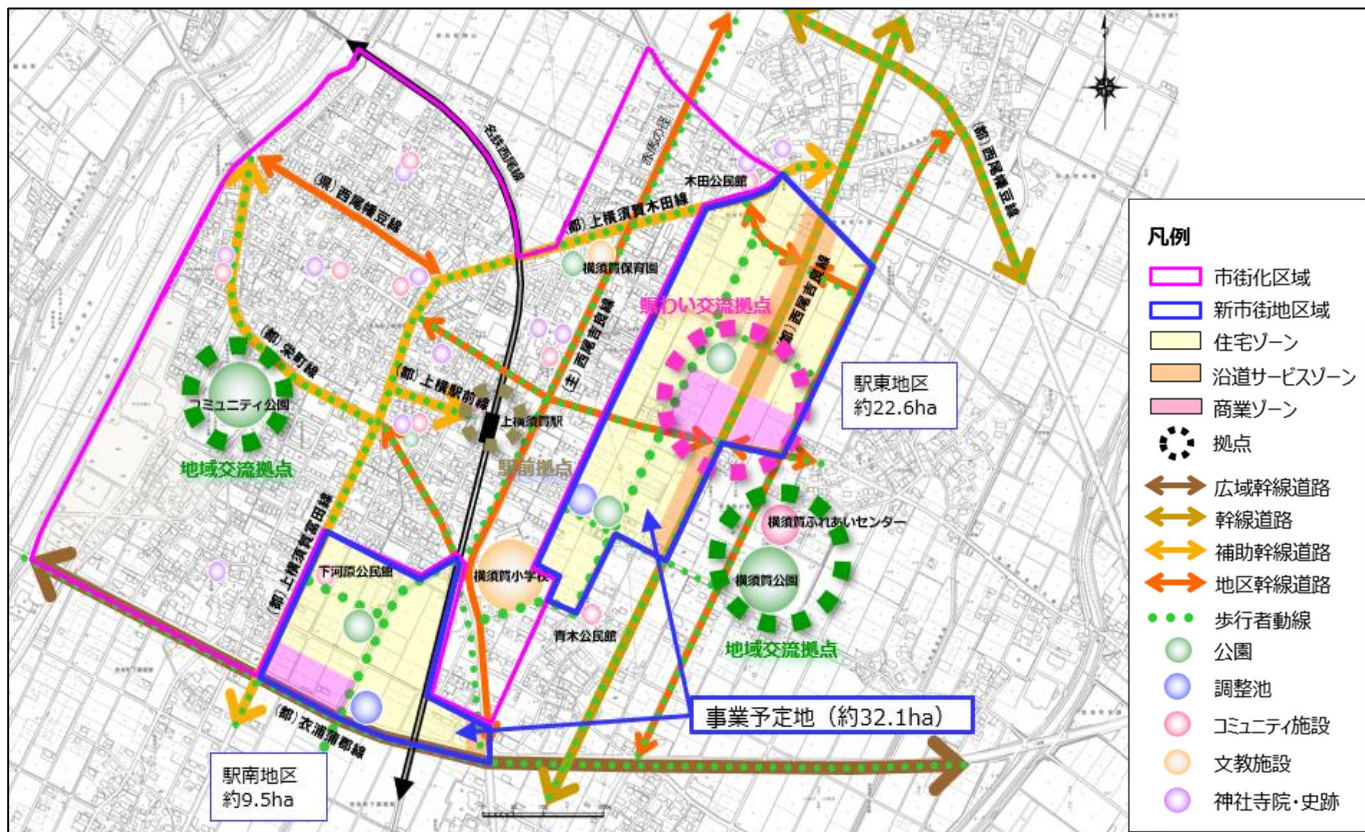 (都) 西尾幡豆線
名鉄西尾線
赤馬の径
木田公民館
(県) 西尾幡豆線
(都) 上横須賀木田線
横須賀保育園
賑わい交流拠点
(都) 西尾吉良線
(主) 西尾吉良線
(都) 栄町線
(都) 上横駅前線
上横須賀駅
駅前拠点
駅東地区
約22.6ha
コミュニティ公園
地域交流拠点
横須賀ふれあいセンター
横須賀公園
地域交流拠点
(都) 上横須賀冨田線
下河原公民館
横須賀小学校
青木公民館
事業予定地（約32.1ha）
(都) 衣浦蒲郡線
駅南地区
約9.5ha
凡例
市街化区域
新市街地区域
住宅ゾーン
沿道サービスゾーン
商業ゾーン
拠点
広域幹線道路
幹線道路
補助幹線道路
地区幹線道路
歩行者動線
公園
調整池
コミュニティ施設
文教施設
神社寺院・史跡